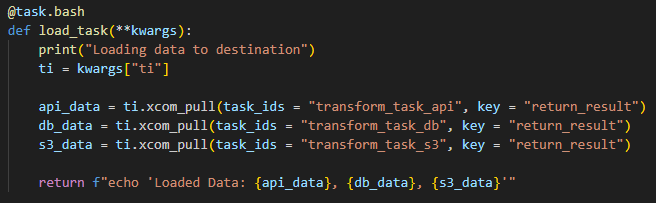 @task.bash
def load_task(**kwargs):
    print("Loading data to destination")
    ti = kwargs["ti"]

    api_data = ti.xcom_pull(task_ids = "transform_task_api", key = "return_result")
    db_data = ti.xcom_pull(task_ids = "transform_task_db", key = "return_result")
    s3_data = ti.xcom_pull(task_ids = "transform_task_s3", key = "return_result")

    return f"echo 'Loaded Data: {api_data}, {db_data}, {s3_data}'"